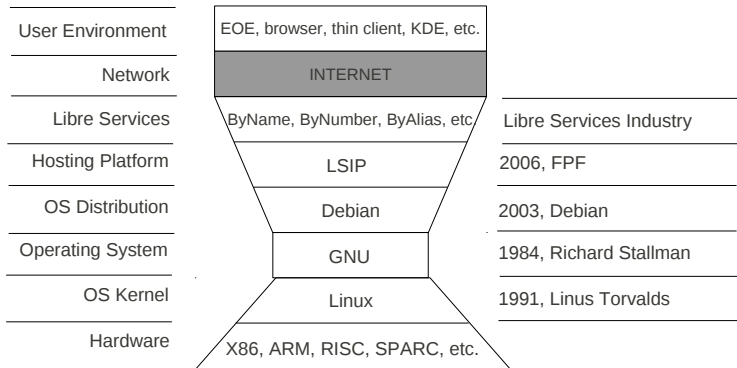 User Environment EOE, browser, thin client, KDE, etc.
Network INTERNET
Libre Services ByName, ByNumber, ByAlias, etc. Libre Services Industry
Hosting Platform LSIP 2006, FPF
OS Distribution Debian 2003, Debian
Operating System GNU 1984, Richard Stallman
OS Kernel Linux 1991, Linus Torvalds
Hardware X86, ARM, RISC, SPARC, etc.